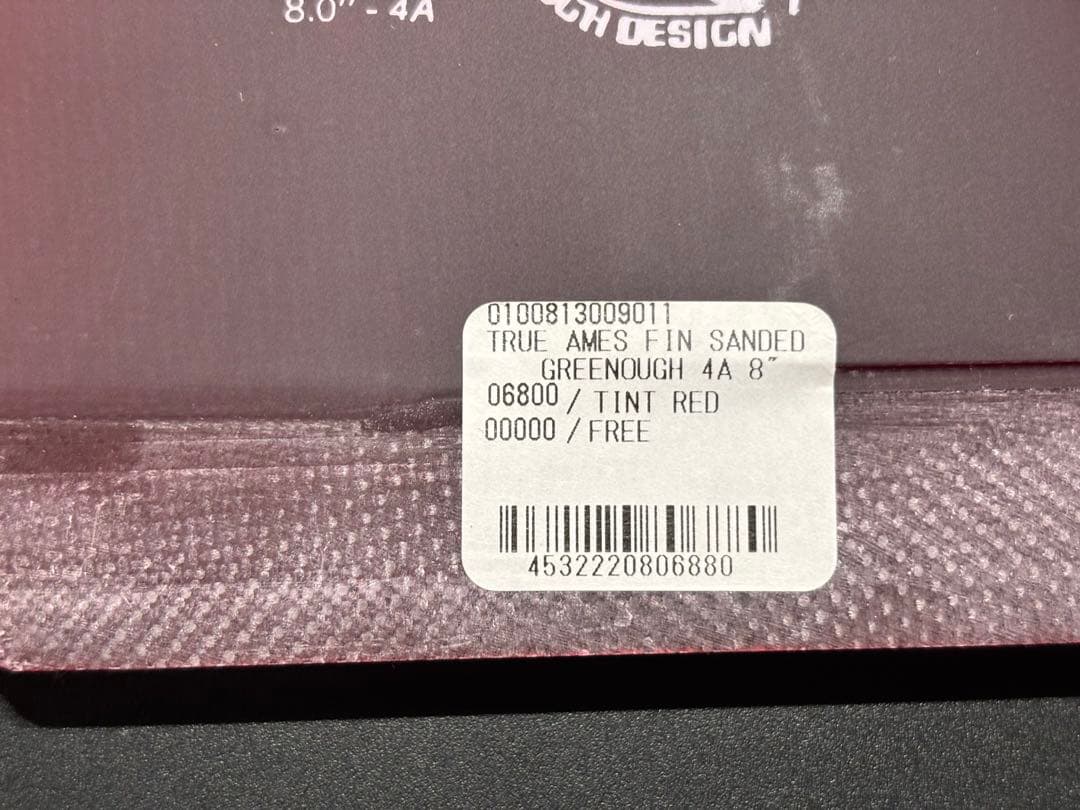 8.0" - 4A
DESIGN
0100813009011
TRUE AMES FIN SANDED
GREENOUGH 4A 8"
06800 / TINT RED
00000 / FREE
4532220806880